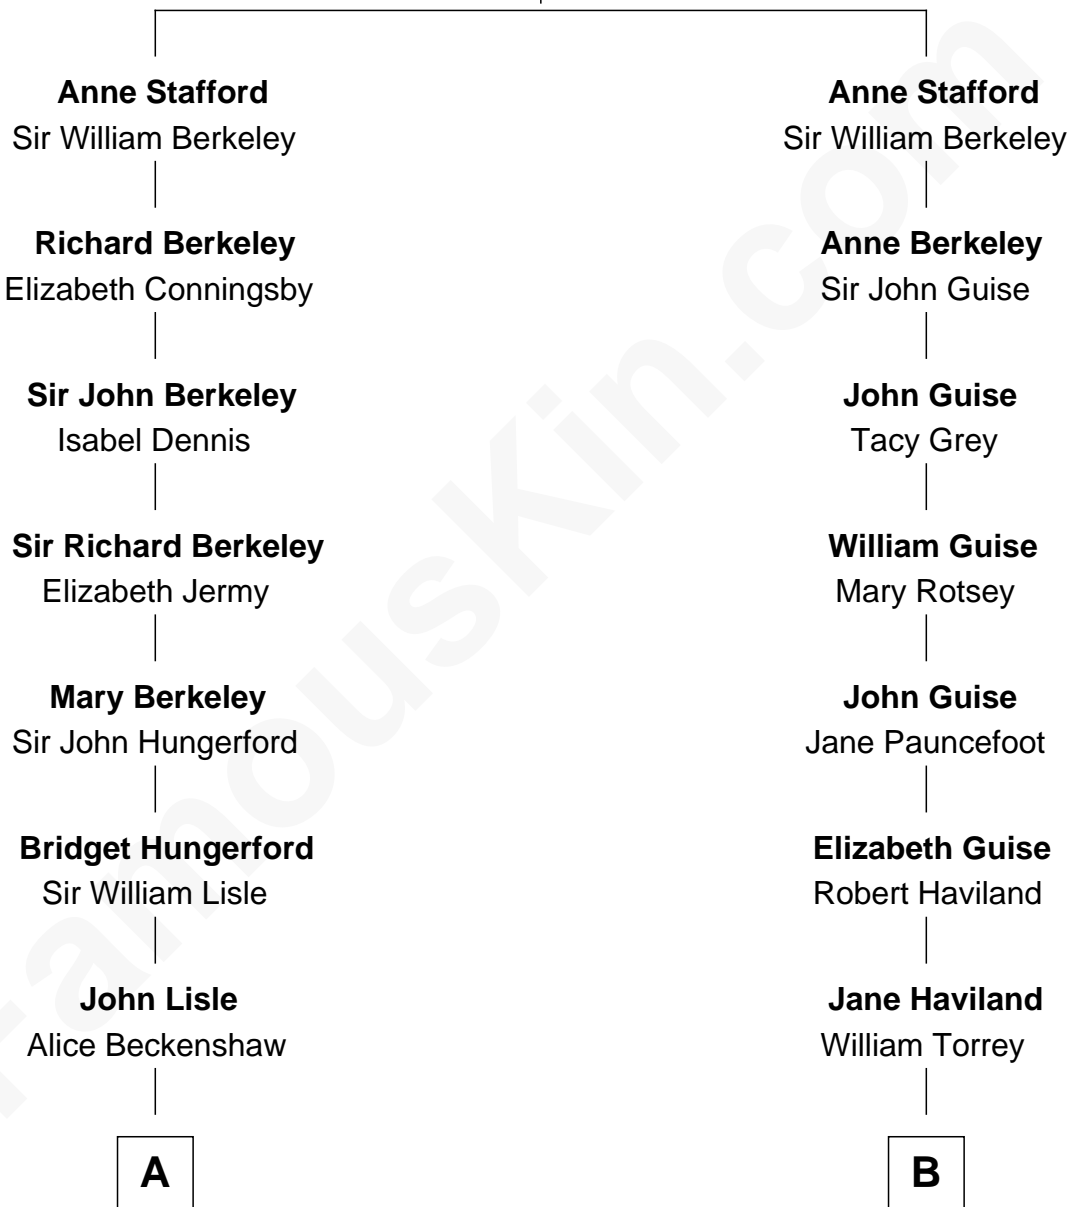 Anne Stafford
Sir William Berkeley
Richard Berkeley
Elizabeth Conningsby
Sir John Berkeley
Isabel Dennis
Sir Richard Berkeley
Elizabeth Jermy
Mary Berkeley
Sir John Hungerford
Bridget Hungerford
Sir William Lisle
John Lisle
Alice Beckenshaw
A
Anne Stafford
Sir William Berkeley
Anne Berkeley
Sir John Guise
John Guise
Tacy Grey
William Guise
Mary Rotsey
John Guise
Jane Pauncefoot
Elizabeth Guise
Robert Haviland
Jane Haviland
William Torrey
B
FamousKin.com